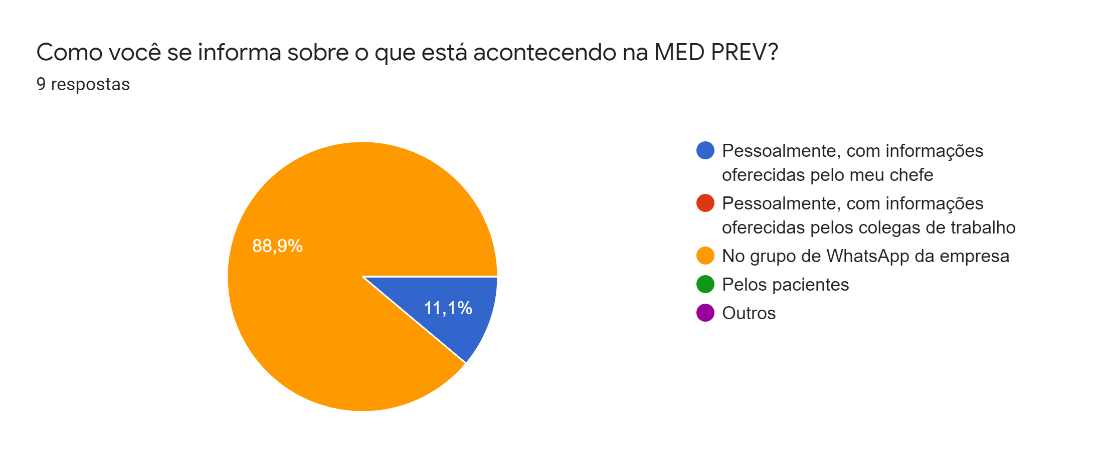 Como você se informa sobre o que está acontecendo na MED PREV?
9 respostas
88,9%
11,1%
Pessoalmente, com informações
oferecidas pelo meu chefe
Pessoalmente, com informações
oferecidas pelos colegas de trabalho
No grupo de WhatsApp da empresa
Pelos pacientes
Outros